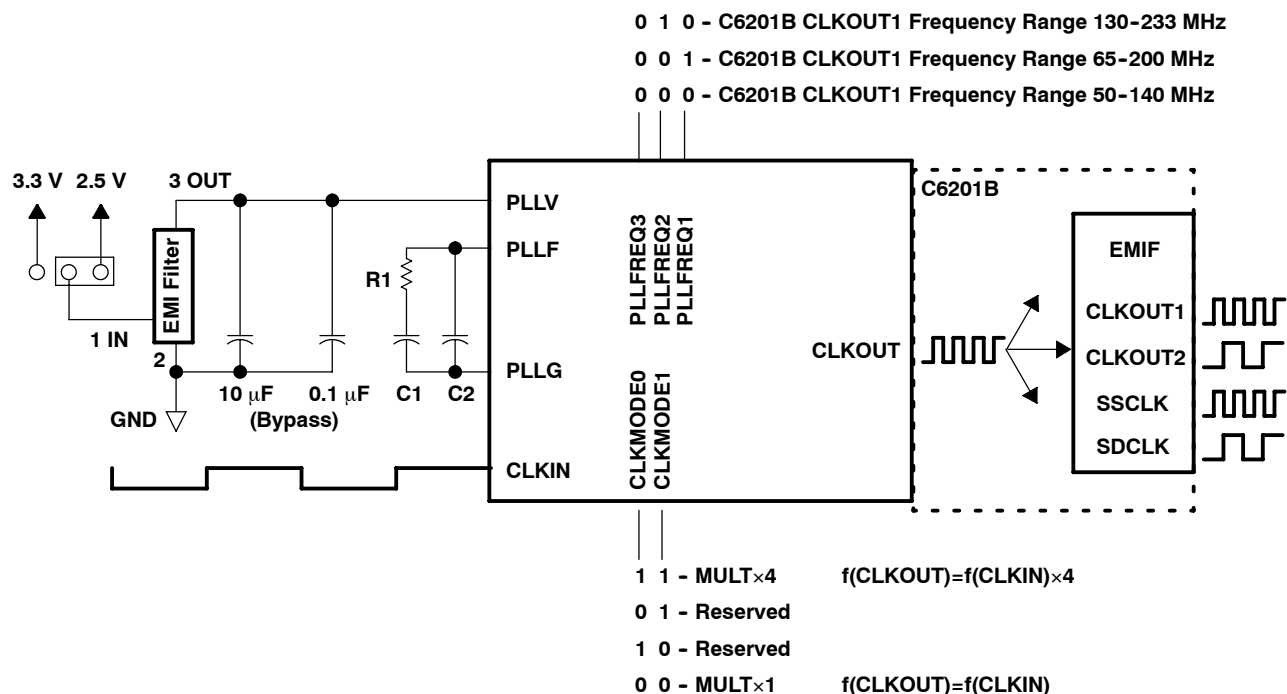 0 1 0 - C6201B CLKOUT1 Frequency Range 130-233 MHz
0 0 1 - C6201B CLKOUT1 Frequency Range 65-200 MHz
0 0 0 - C6201B CLKOUT1 Frequency Range 50-140 MHz
3.3 V
2.5 V
3 OUT
EMI Filter
1 IN
2
GND
10 μF
0.1 μF
(Bypass)
R1
C1
C2
PLLV
PLLF
PLLG
CLKIN
PLLFREQ3
PLLFREQ2
PLLFREQ1
CLKMODE0
CLKMODE1
CLKOUT
C6201B
EMIF
CLKOUT1
CLKOUT2
SSCLK
SDCLK
1 1 - MULT×4 f(CLKOUT)=f(CLKIN)×4
0 1 - Reserved
1 0 - Reserved
0 0 - MULT×1 f(CLKOUT)=f(CLKIN)